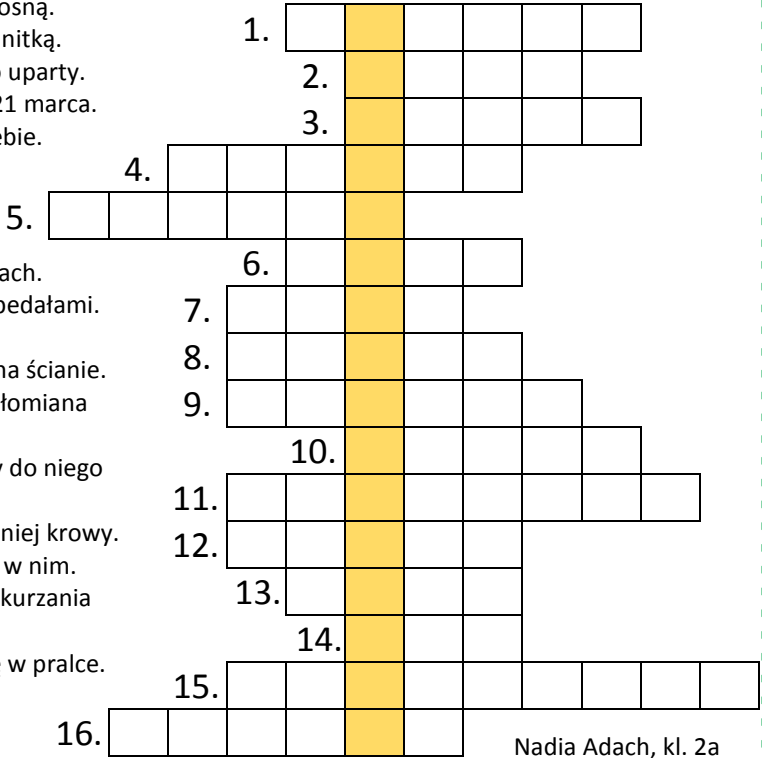 osną.
1.
nitką.
2.
uparty.
21 marca.
3.
ebie.
4.
5.
6.
ach.
pedałami.
7.
8.
na ścianie.
łomiana
9.
10.
do niego
11.
niej krowy.
12.
w nim.
13.
kurzania
14.
w pralce.
15.
16.
Nadia Adach, kl. 2a